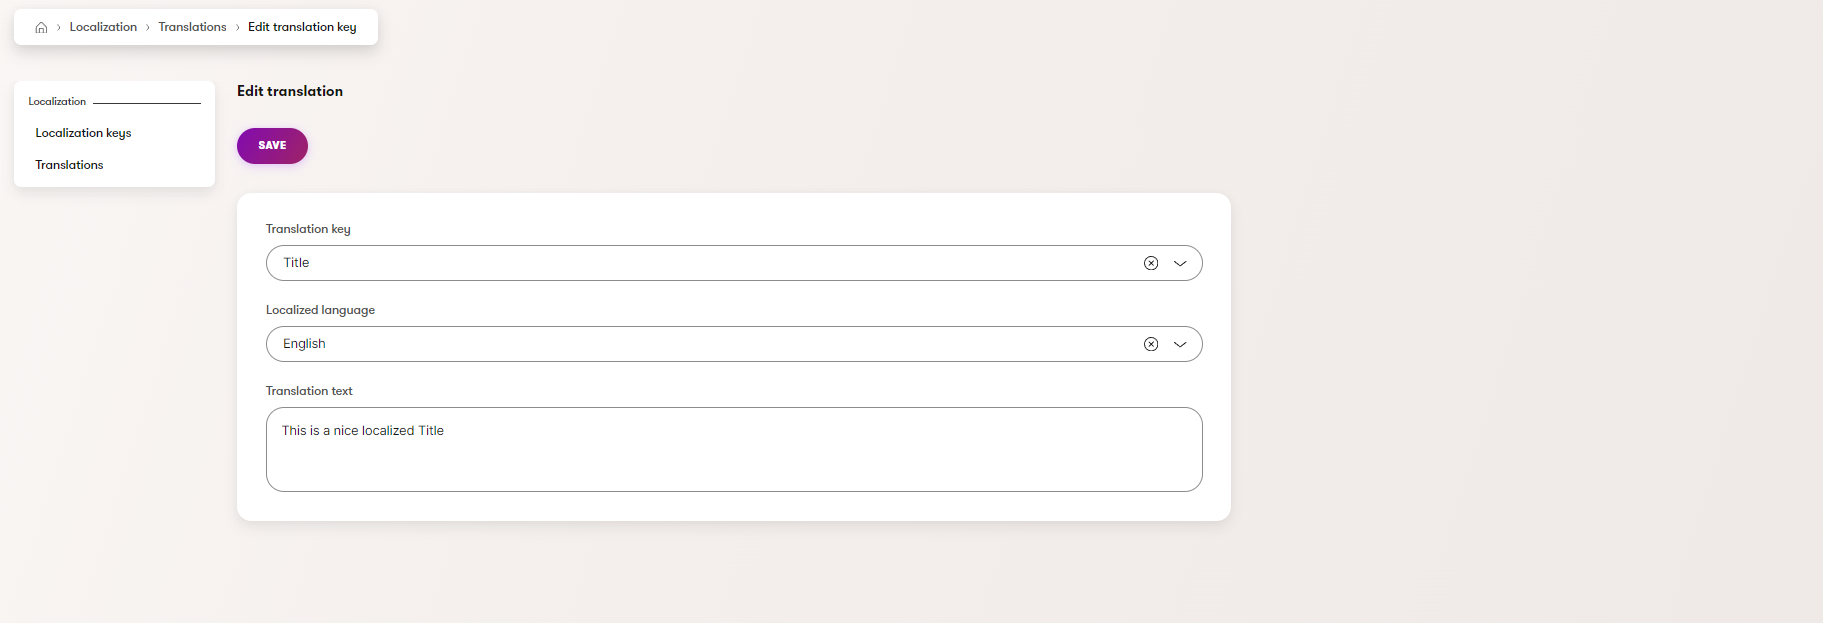 Localization
Translations
Edit translation key
Localization
Localization keys
Translations
Edit translation
SAVE
Translation key
Title
Localized language
English
Translation text
This is a nice localized Title